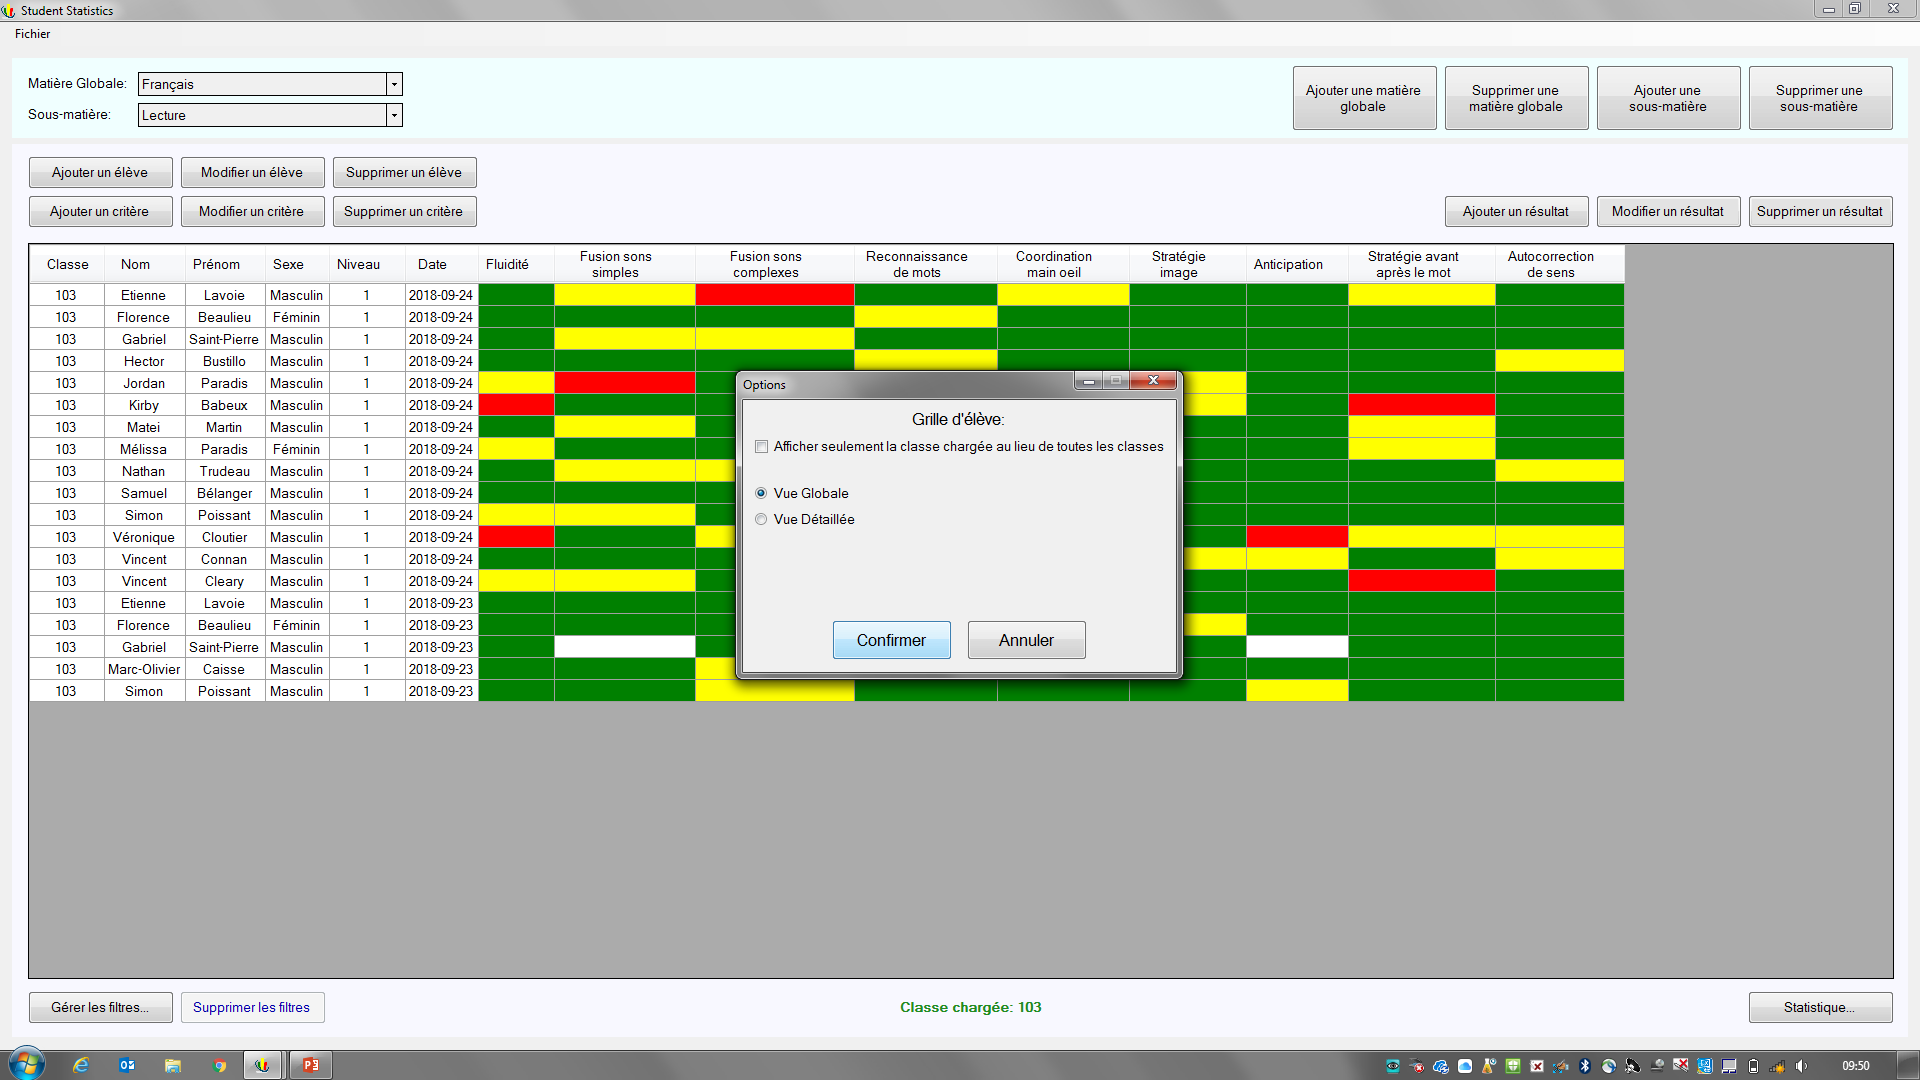 Student Statistics
Fichier
Matière Globale: Français
Sous-matière: Lecture
Ajouter une matière globale
Supprimer une matière globale
Ajouter une sous-matière
Supprimer une sous-matière
Ajouter un élève Modifier un élève Supprimer un élève
Ajouter un critère Modifier un critère Supprimer un critère
Ajouter un résultat Modifier un résultat Supprimer un résultat
Classe Nom Prénom Sexe Niveau Date Fluidité Fusion sons simples Fusion sons complexes Reconnaissance de mots Coordination main oeil Stratégie image Anticipation Stratégie avant après le mot Autocorrection de sens
103 Etienne Lavoie Masculin 1 2018-09-24
103 Florence Beaulieu Féminin 1 2018-09-24
103 Gabriel Saint-Pierre Masculin 1 2018-09-24
103 Hector Bustillo Masculin 1 2018-09-24
103 Jordan Paradis Masculin 1 2018-09-24
103 Kirby Babeux Masculin 1 2018-09-24
103 Matei Martin Masculin 1 2018-09-24
103 Mélissa Paradis Féminin 1 2018-09-24
103 Nathan Trudeau Masculin 1 2018-09-24
103 Samuel Bélanger Masculin 1 2018-09-24
103 Simon Poissant Masculin 1 2018-09-24
103 Véronique Cloutier Masculin 1 2018-09-24
103 Vincent Connan Masculin 1 2018-09-24
103 Vincent Cleary Masculin 1 2018-09-24
103 Etienne Lavoie Masculin 1 2018-09-23
103 Florence Beaulieu Féminin 1 2018-09-23
103 Gabriel Saint-Pierre Masculin 1 2018-09-23
103 Marc-Olivier Caisse Masculin 1 2018-09-23
103 Simon Poissant Masculin 1 2018-09-23
Options
Grille d'élève:
Afficher seulement la classe chargée au lieu de toutes les classes
Vue Globale
Vue Détaillée
Confirmer Annuler
Gérer les filtres... Supprimer les filtres Classe chargée: 103 Statistique...
09:50